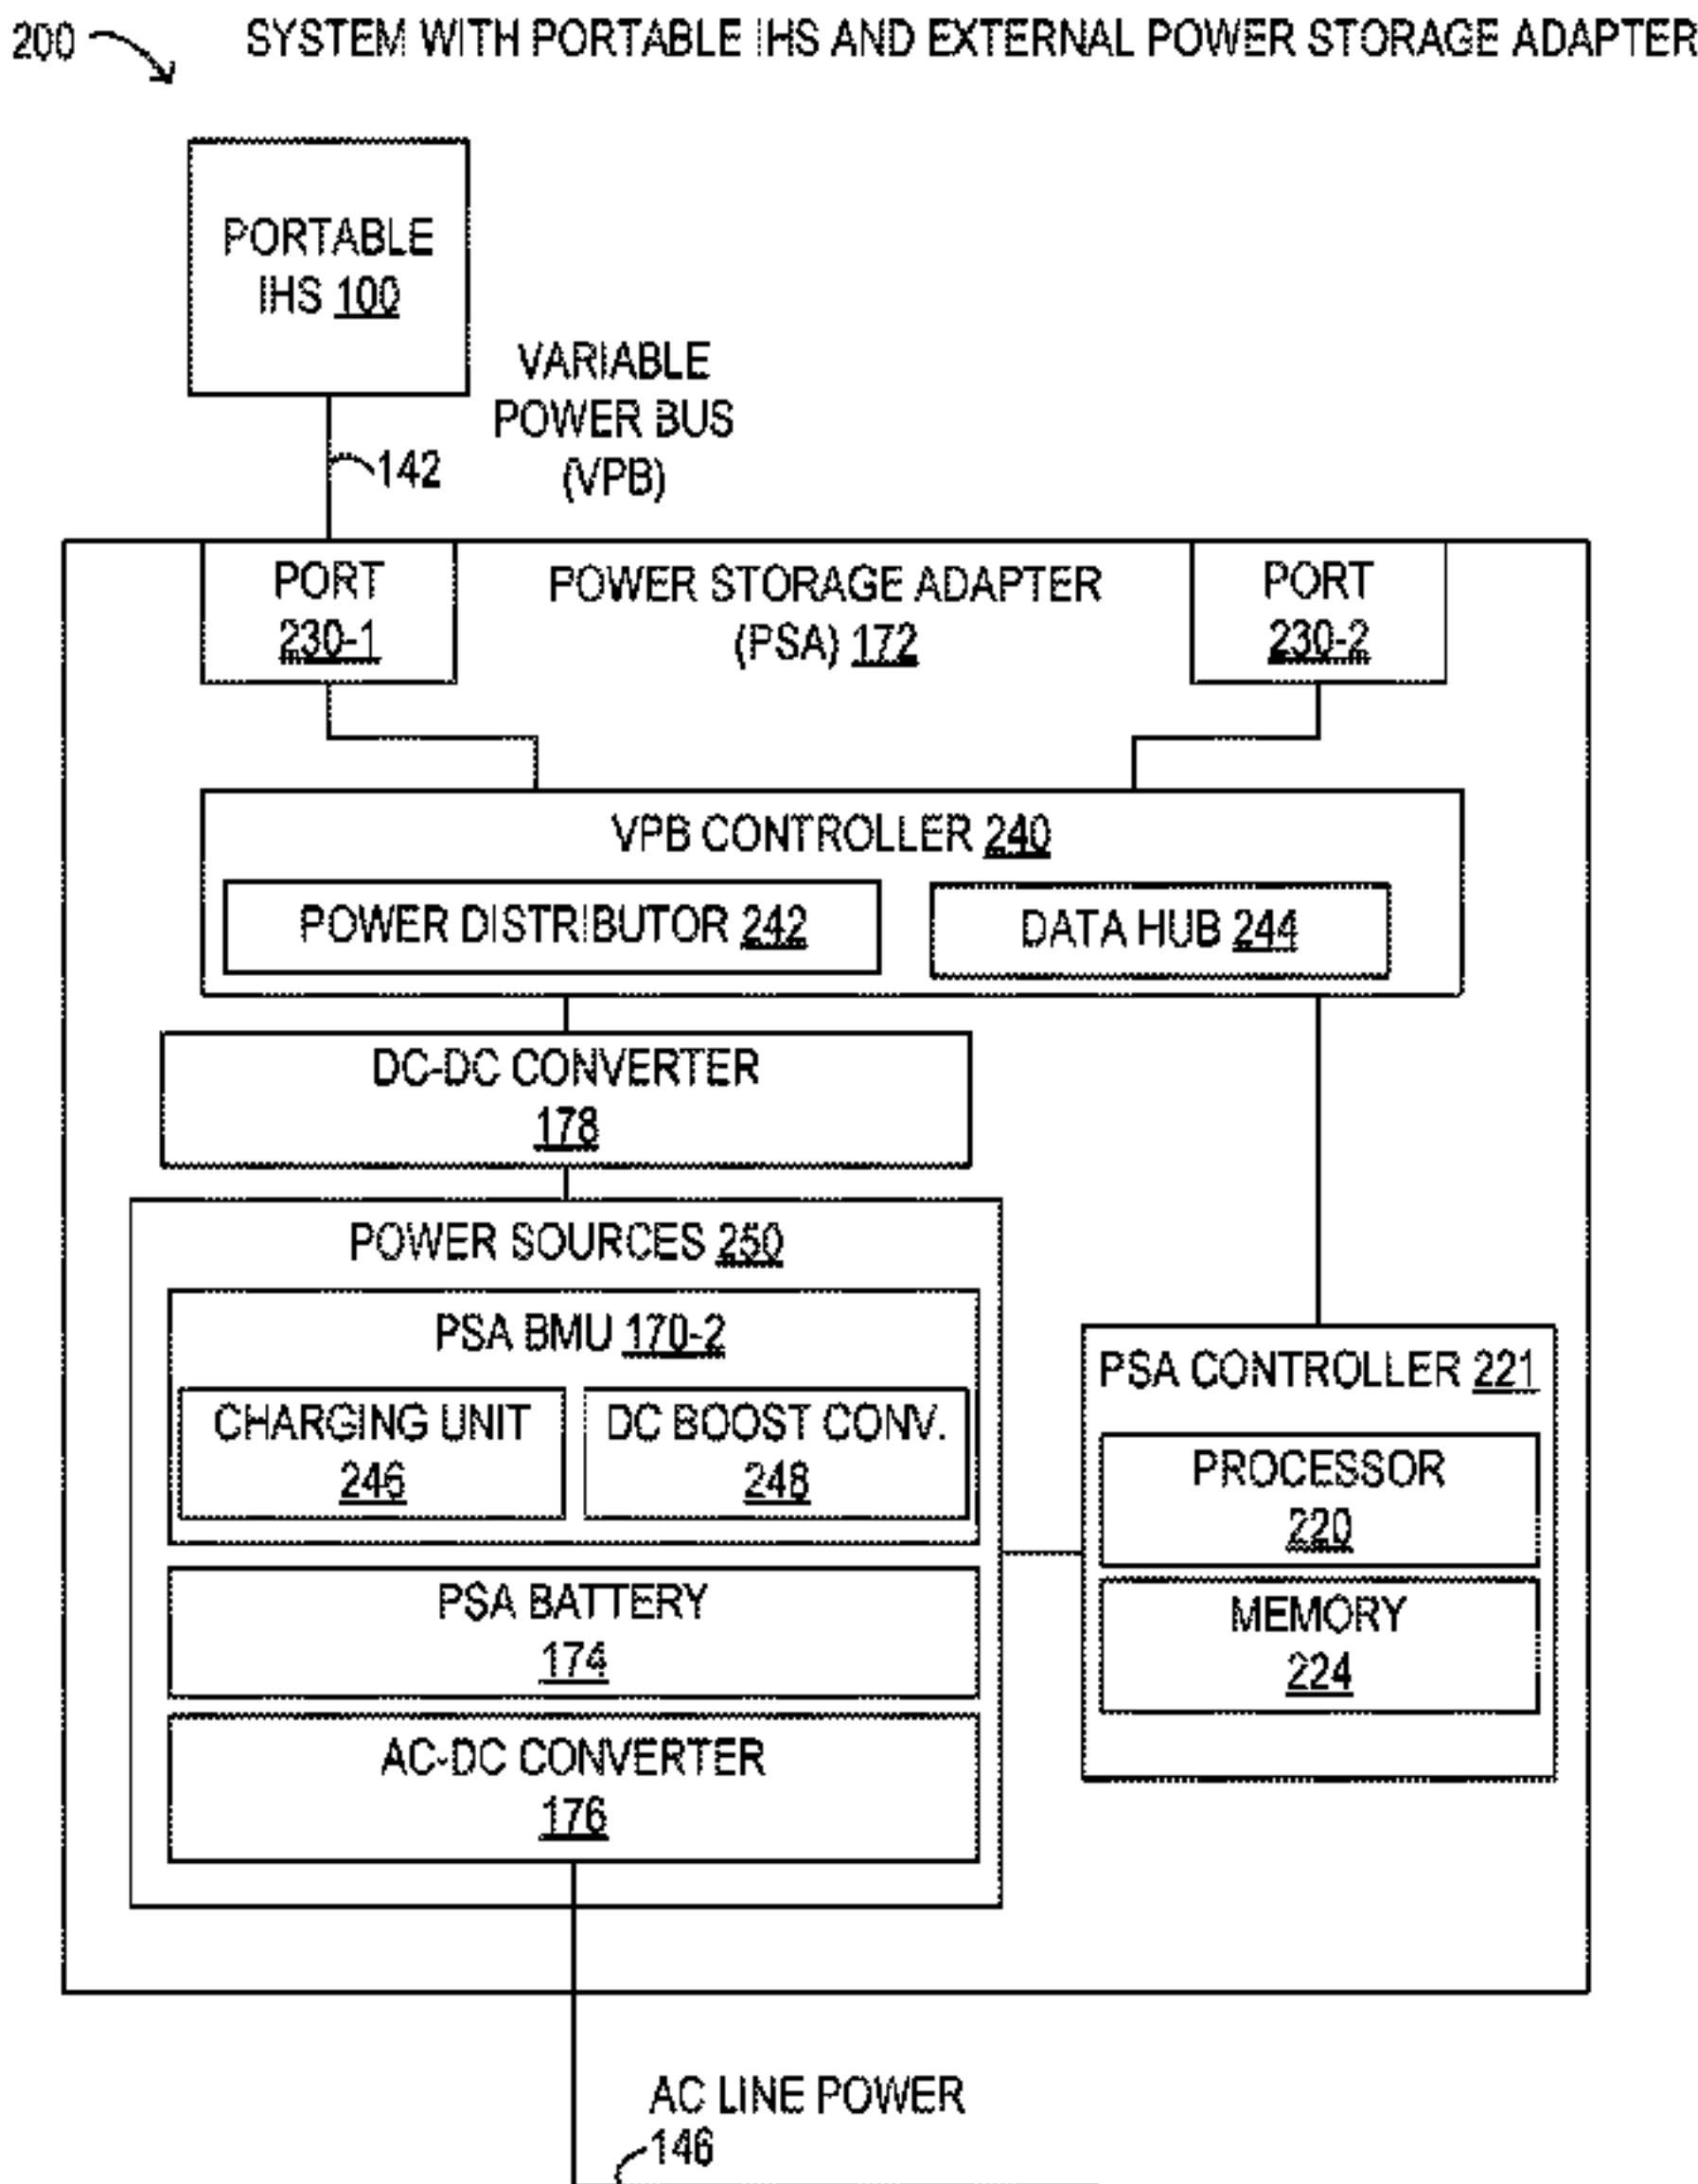 200
SYSTEM WITH PORTABLE IHS AND EXTERNAL POWER STORAGE ADAPTER
PORTABLE
IHS 100
VARIABLE
POWER BUS
(VPB)
142
PORT
230-1
POWER STORAGE ADAPTER
(PSA) 172
PORT
230-2
VPB CONTROLLER 240
POWER DISTRIBUTOR 242
DATA HUB 244
DC-DC CONVERTER
178
POWER SOURCES 250
PSA BMU 170-2
CHARGING UNIT
246
DC BOOST CONV.
248
PSA CONTROLLER 221
PROCESSOR
220
MEMORY
224
PSA BATTERY
174
AC-DC CONVERTER
176
AC LINE POWER
146